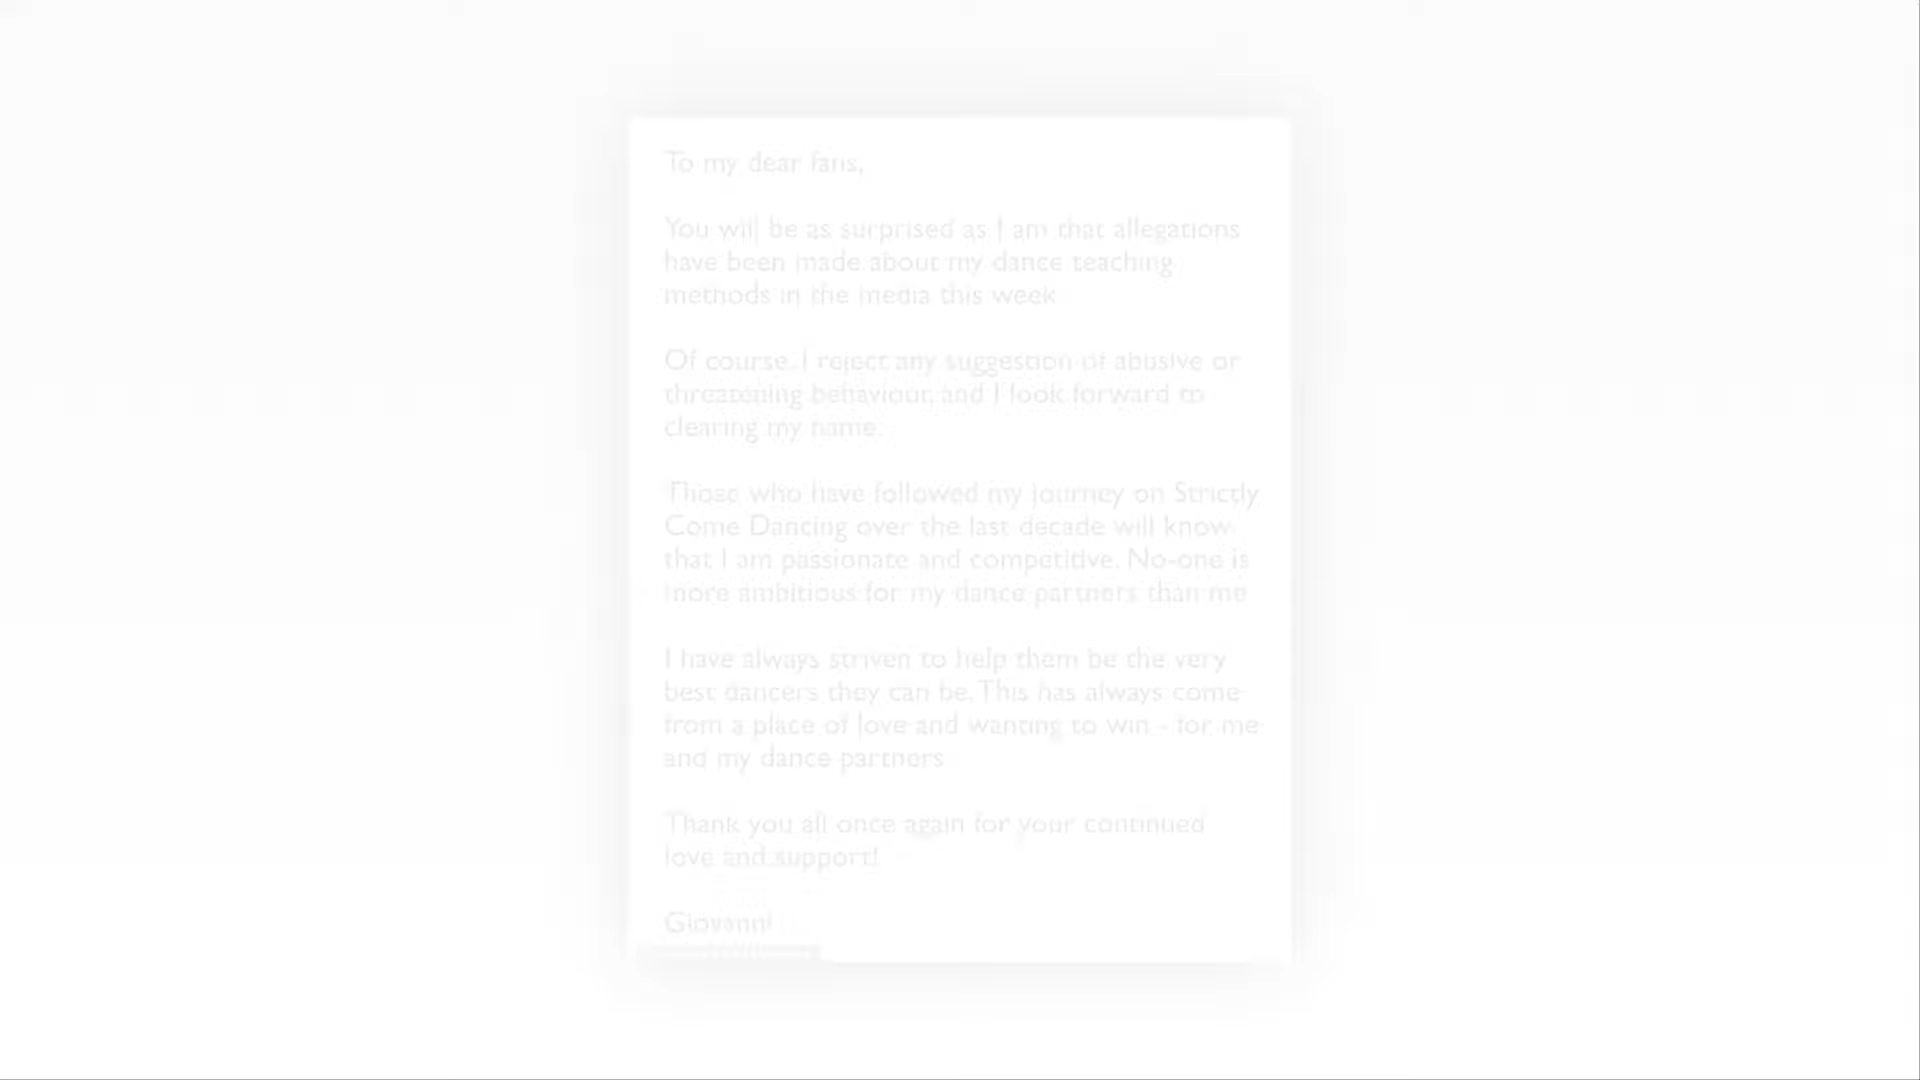 To my dear fans,
You will be as surprised as I am that allegations
have been made about my dance teaching
methods in the media this week
Of course, I reject any suggestion of abusive or
threatening behaviour, and I look forward to
clearing my name.
Those who have followed my journey on Strictly
Come Dancing over the last decade will know
that I am passionate and competitive. No-one is
more ambitious for my dance partners than me
I have always striven to help them be the very
best dancers they can be. This has always come
from a place of love and wanting to win - for me
and my dance partners
Thank you all once again for your continued
love and support!
Giovanni